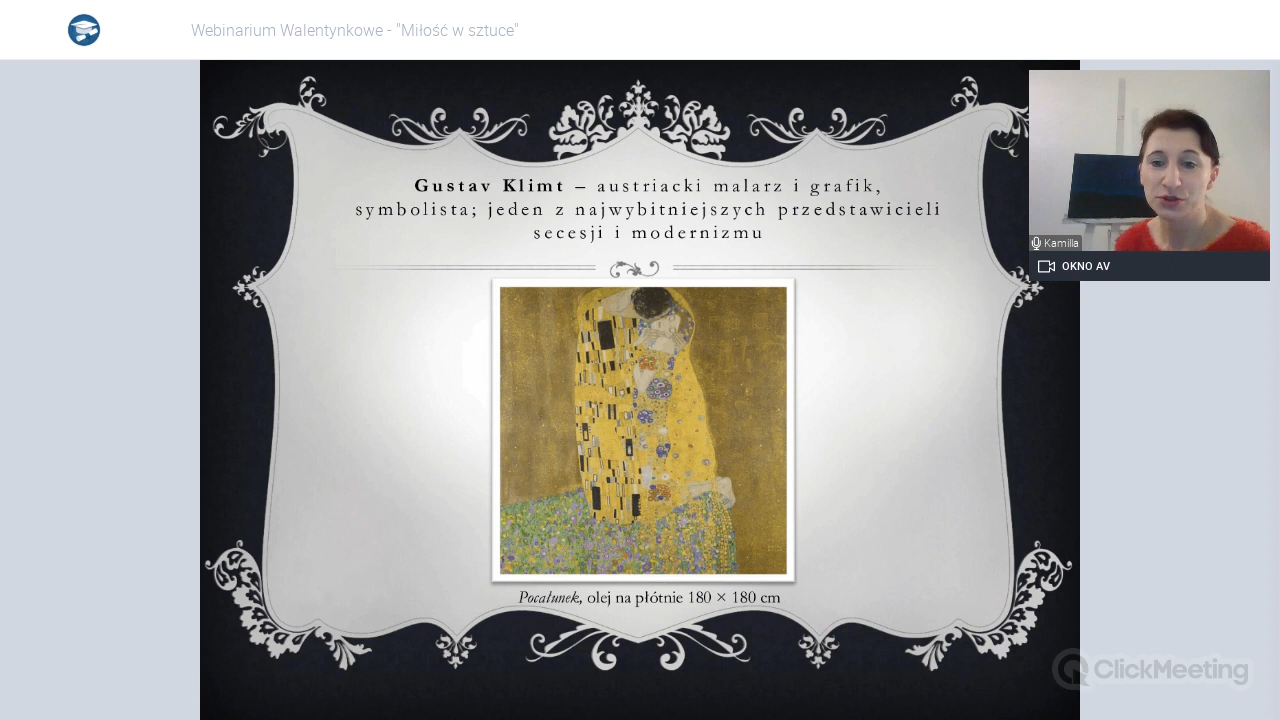 Webinarium Walentynkowe - "Miłość w sztuce"
Gustav Klimt – austriacki malarz i grafik,
symbolista; jeden z najwybitniejszych przedstawicieli
secesji i modernizmu
Pocałunek, olej na płótnie 180 × 180 cm
Kamilla
OKNO AV
ClickMeeting